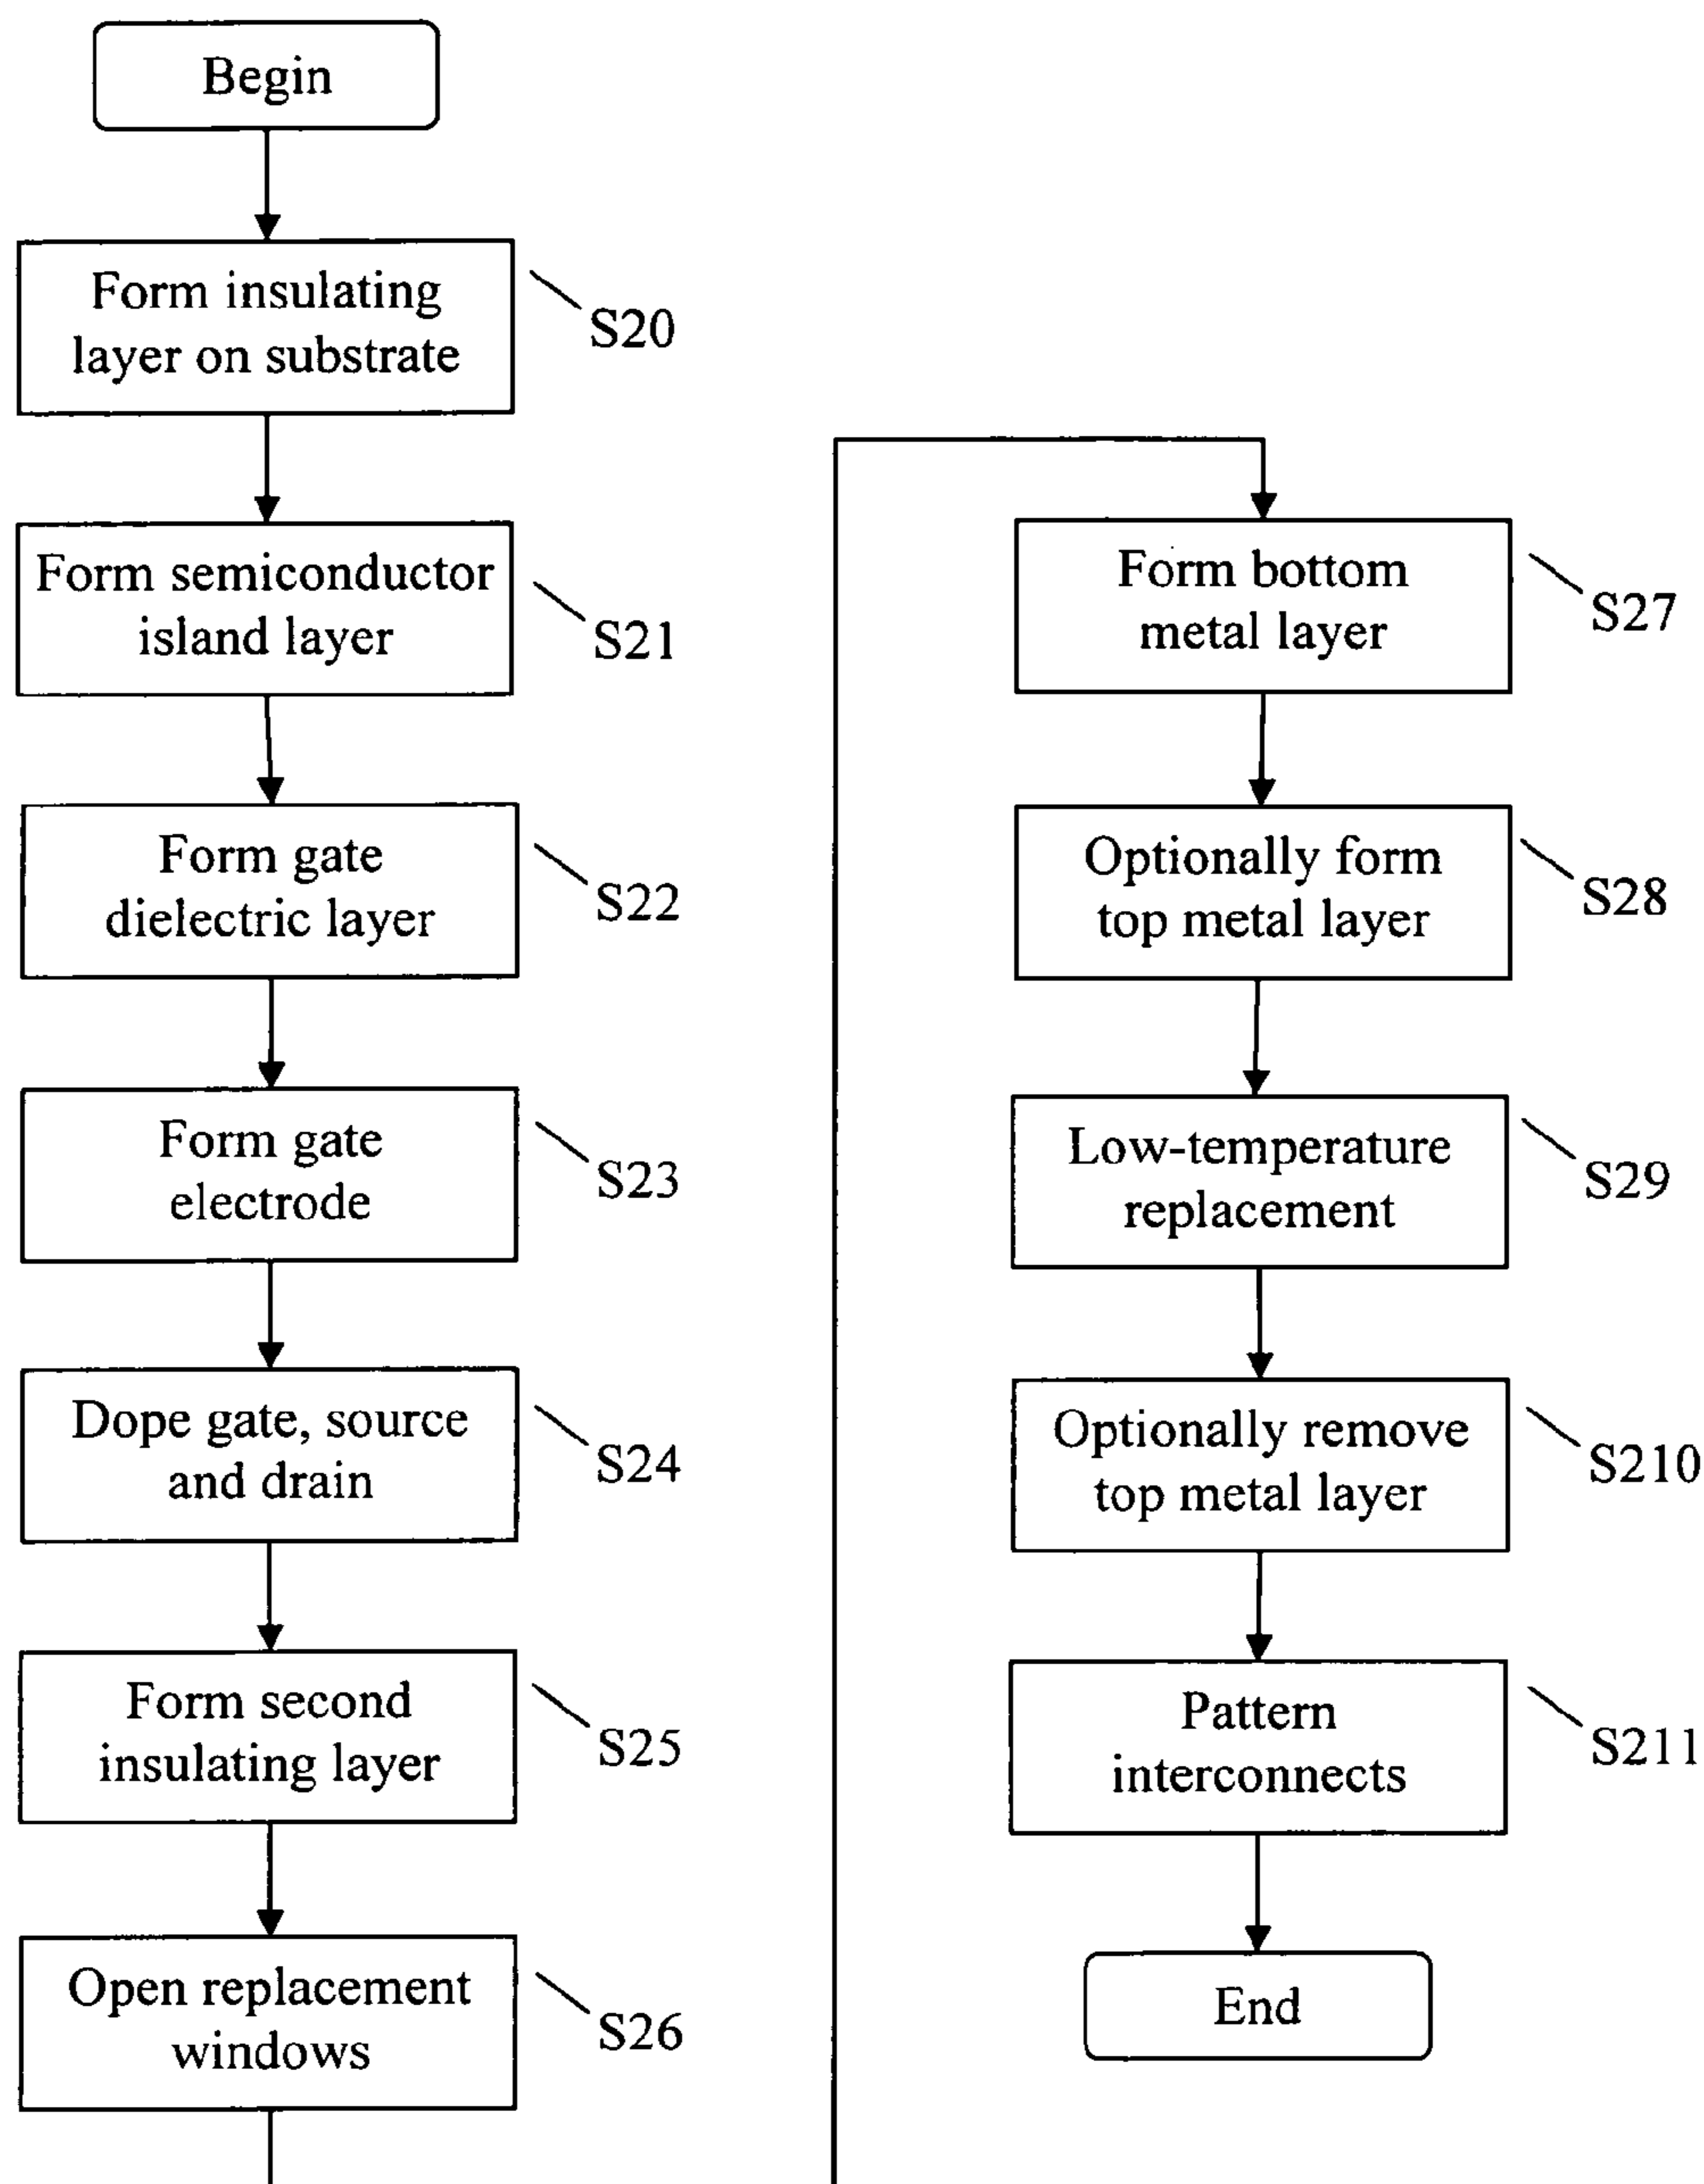 Begin
Form insulating
layer on substrate
S20
Form semiconductor
island layer
S21
Form gate
dielectric layer
S22
Form gate
electrode
S23
Dope gate, source
and drain
S24
Form second
insulating layer
S25
Open replacement
windows
S26
Form bottom
metal layer
S27
Optionally form
top metal layer
S28
Low-temperature
replacement
S29
Optionally remove
top metal layer
S210
Pattern
interconnects
S211
End